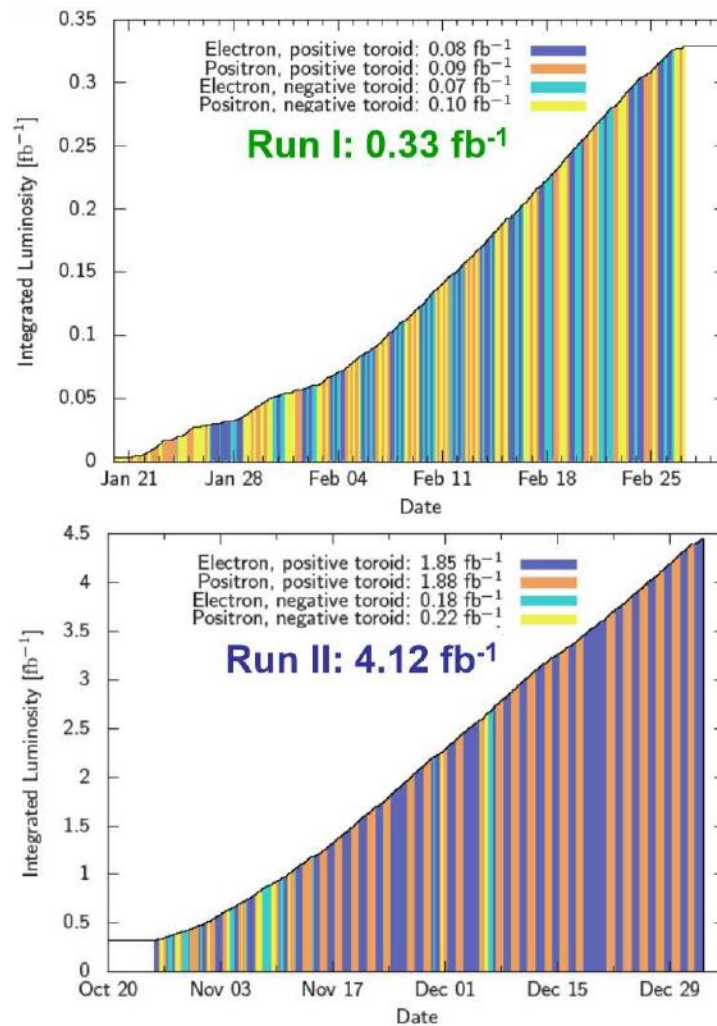 0.35
Electron, positive toroid: 0.08 fb⁻¹
Positron, positive toroid: 0.09 fb⁻¹
0.3
Electron, negative toroid: 0.07 fb⁻¹
Positron, negative toroid: 0.10 fb⁻¹
Run I: 0.33 fb⁻¹
0.25
0.2
Integrated Luminosity [fb⁻¹]
0.15
0.1
0.05
0
Jan 21 Jan 28 Feb 04 Feb 11 Feb 18 Feb 25
Date
4.5
Electron, positive toroid: 1.85 fb⁻¹
Positron, positive toroid: 1.88 fb⁻¹
4
Electron, negative toroid: 0.18 fb⁻¹
Positron, negative toroid: 0.22 fb⁻¹
3.5
Run II: 4.12 fb⁻¹
3
2.5
Integrated Luminosity [fb⁻¹]
2
1.5
1
0.5
0
Oct 20 Nov 03 Nov 17 Dec 01 Dec 15 Dec 29
Date